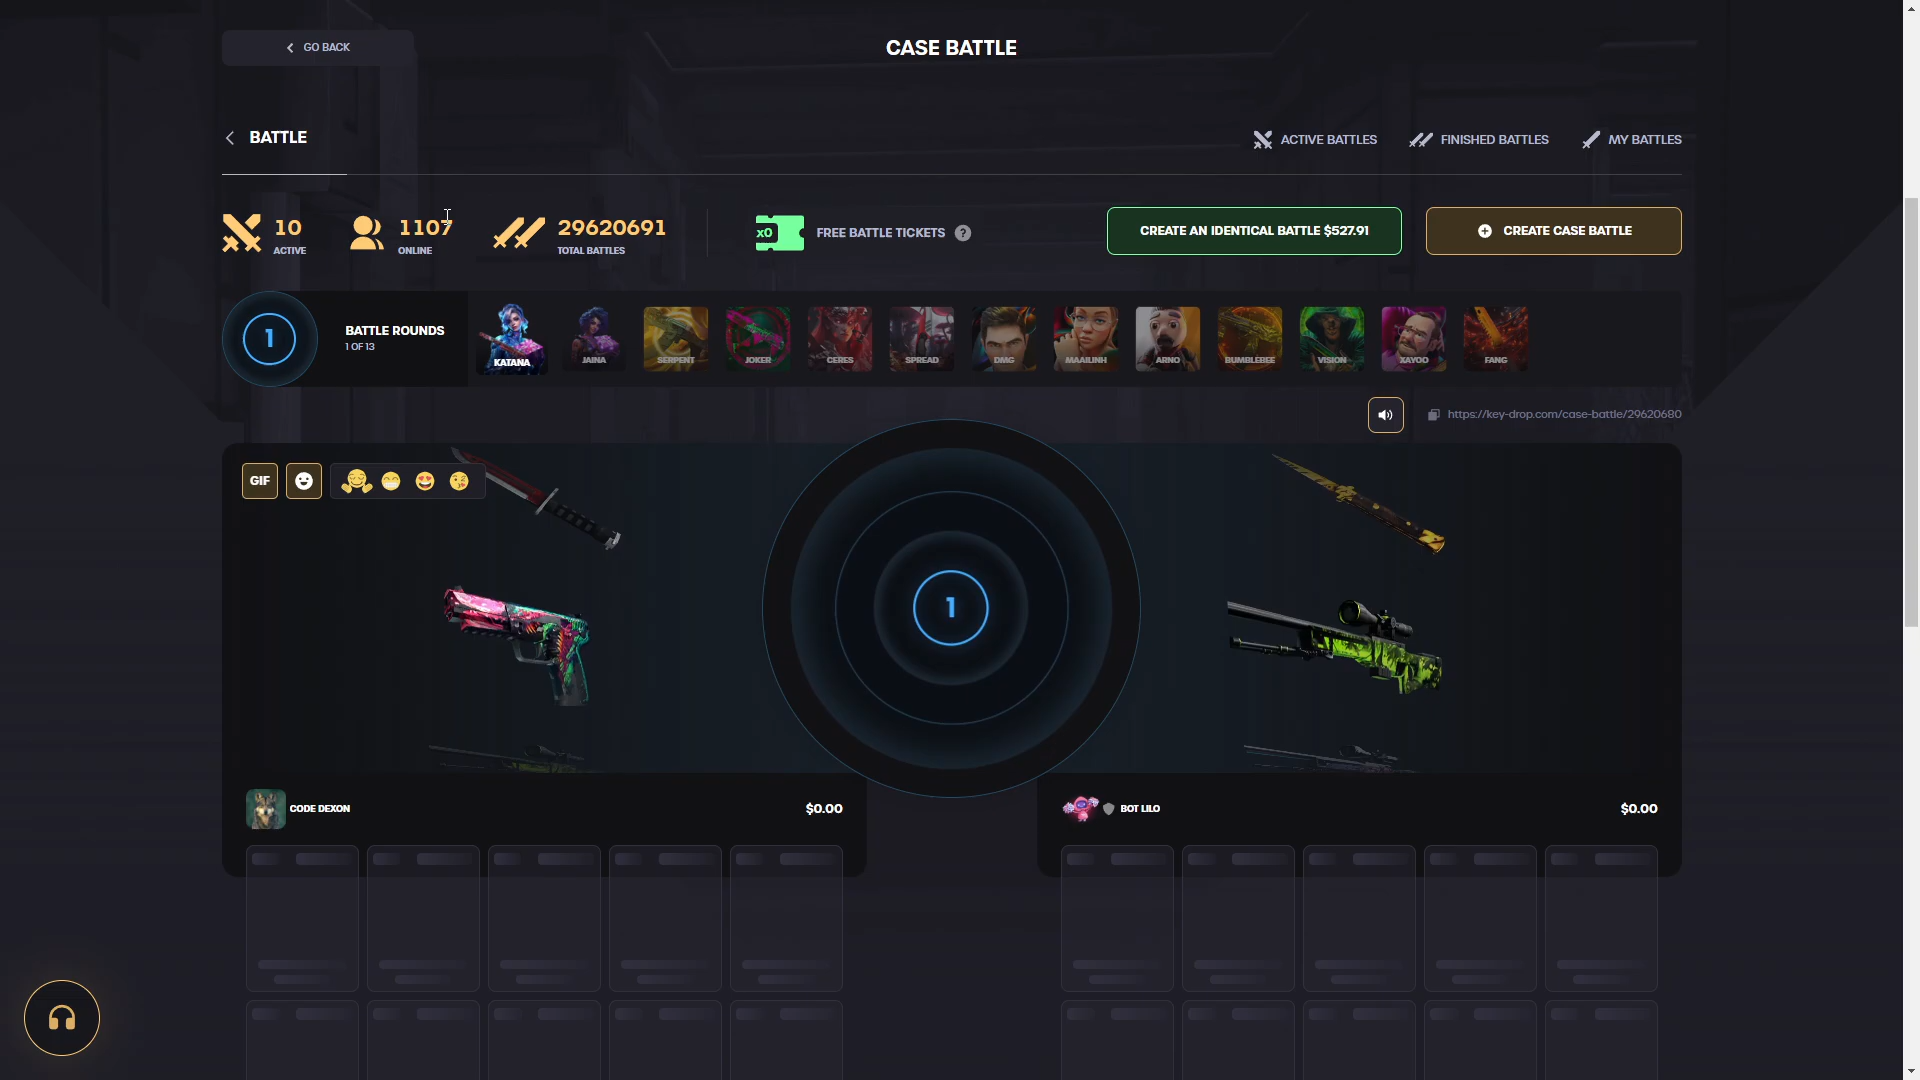 GO BACK
CASE BATTLE
BATTLE
ACTIVE BATTLES
FINISHED BATTLES
MY BATTLES
10
ACTIVE
1107
ONLINE
29620691
TOTAL BATTLES
x0
FREE BATTLE TICKETS
?
CREATE AN IDENTICAL BATTLE $527.91
CREATE CASE BATTLE
1
BATTLE ROUNDS
1 OF 13
KATANA
JAINA
SERPENT
JOKER
CERES
SPREAD
DMG
MAAILINH
ARNO
BUMBLEBEE
VISION
XAYOO
FANG
https://key-drop.com/case-battle/29620680
GIF
1
CODE DEXON
$0.00
BOT LILO
$0.00